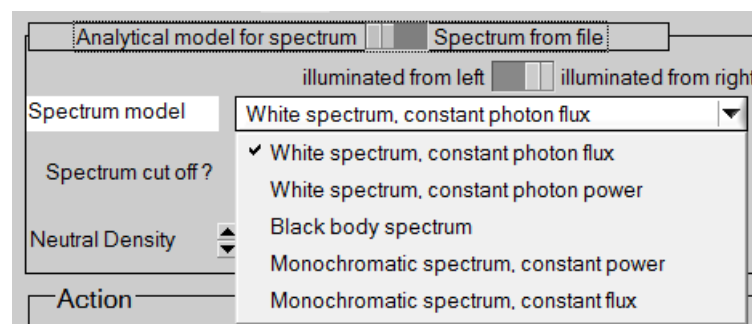 Analytical model for spectrum Spectrum from file
illuminated from left illuminated from right
Spectrum model White spectrum, constant photon flux
White spectrum, constant photon flux
Spectrum cut off ?
White spectrum, constant photon power
Black body spectrum
Neutral Density
Monochromatic spectrum, constant power
Action
Monochromatic spectrum, constant flux